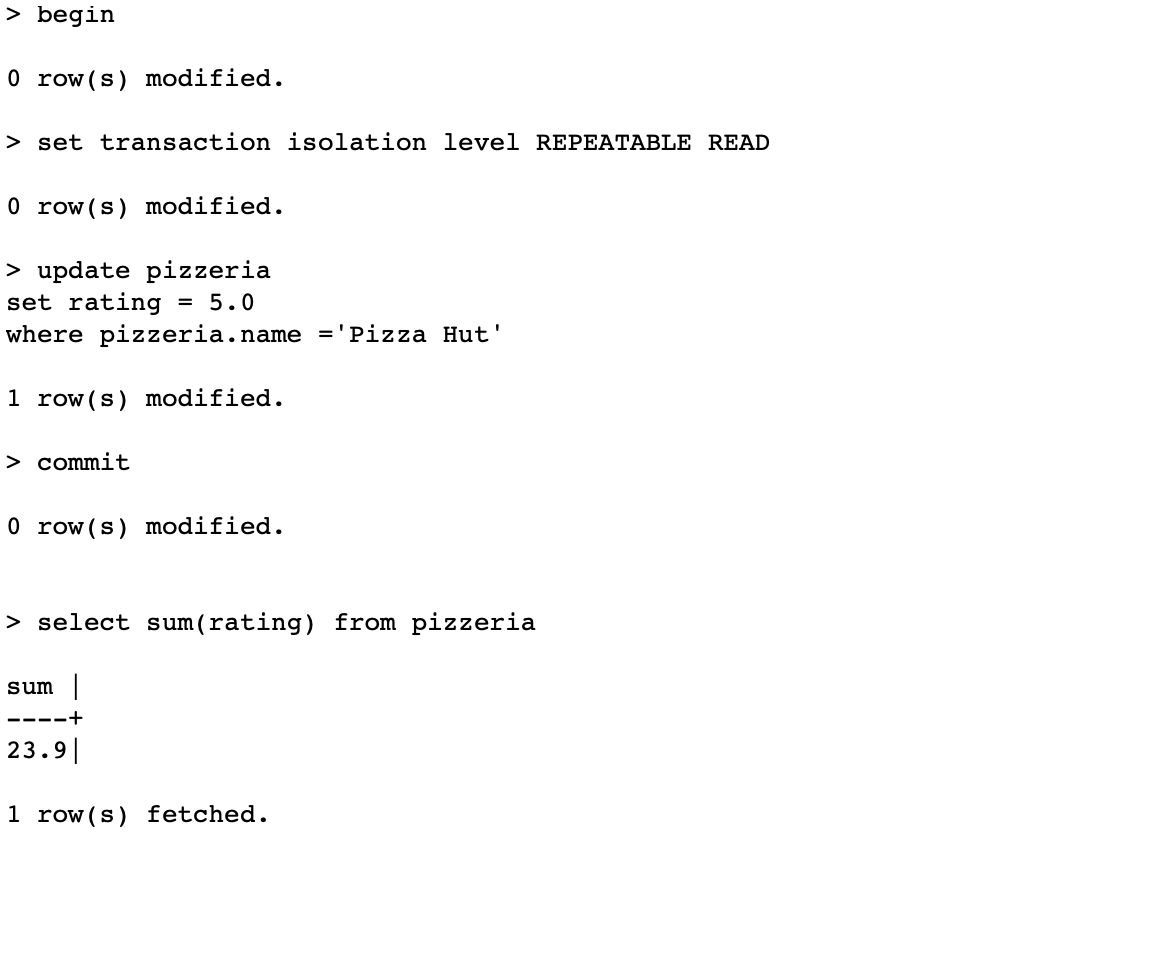 > begin
0 row(s) modified.
> set transaction isolation level REPEATABLE READ
0 row(s) modified.
> update pizzeria
set rating = 5.0
where pizzeria.name ='Pizza Hut'
1 row(s) modified.
> commit
0 row(s) modified.
> select sum(rating) from pizzeria
sum |
----+
23.9|
1 row(s) fetched.